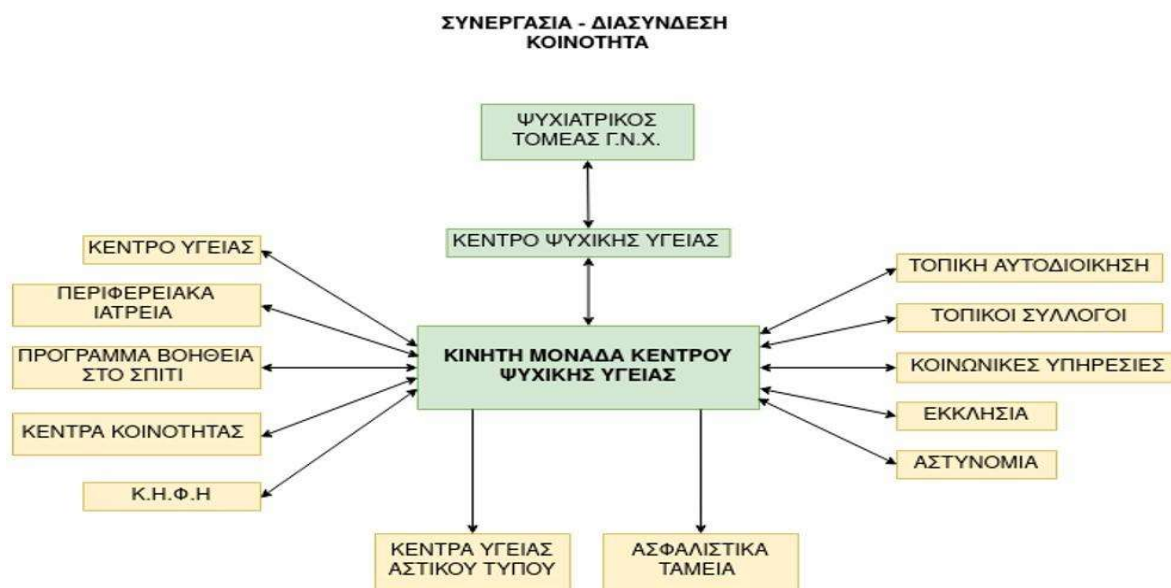 ΣΥΝΕΡΓΑΣΙΑ - ΔΙΑΣΥΝΔΕΣΗ
ΚΟΙΝΟΤΗΤΑ
ΨΥΧΙΑΤΡΙΚΟΣ
ΤΟΜΕΑΣ Γ.Ν.Χ.
ΚΕΝΤΡΟ ΨΥΧΙΚΗΣ ΥΓΕΙΑΣ
ΚΕΝΤΡΟ ΥΓΕΙΑΣ
ΠΕΡΙΦΕΡΕΙΑΚΑ
ΙΑΤΡΕΙΑ
ΠΡΟΓΡΑΜΜΑ ΒΟΗΘΕΙΑ
ΣΤΟ ΣΠΙΤΙ
ΚΕΝΤΡΑ ΚΟΙΝΟΤΗΤΑΣ
Κ.Η.Φ.Η
ΚΙΝΗΤΗ ΜΟΝΑΔΑ ΚΕΝΤΡΟΥ
ΨΥΧΙΚΗΣ ΥΓΕΙΑΣ
ΤΟΠΙΚΗ ΑΥΤΟΔΙΟΙΚΗΣΗ
ΤΟΠΙΚΟΙ ΣΥΛΛΟΓΟΙ
ΚΟΙΝΩΝΙΚΕΣ ΥΠΗΡΕΣΙΕΣ
ΕΚΚΛΗΣΙΑ
ΑΣΤΥΝΟΜΙΑ
ΚΕΝΤΡΑ ΥΓΕΙΑΣ
ΑΣΤΙΚΟΥ ΤΥΠΟΥ
ΑΣΦΑΛΙΣΤΙΚΑ
ΤΑΜΕΙΑ